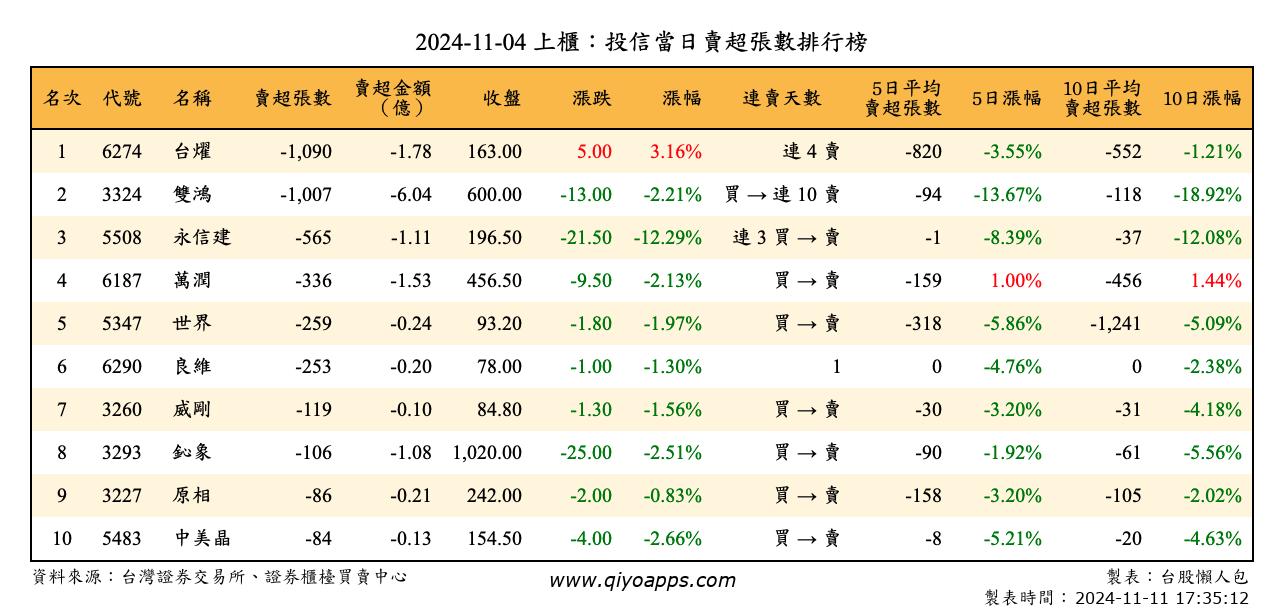 2024-11-04 上櫃：投信當日賣超張數排行榜
名次 代號 名稱 賣超張數 賣超金額（億） 收盤 漲跌 漲幅 連賣天數 5日平均賣超張數 5日漲幅 10日平均賣超張數 10日漲幅
1 6274 台燿 -1,090 -1.78 163.00 5.00 3.16% 連 4 賣 -820 -3.55% -552 -1.21%
2 3324 雙鴻 -1,007 -6.04 600.00 -13.00 -2.21% 買 → 連 10 賣 -94 -13.67% -118 -18.92%
3 5508 永信建 -565 -1.11 196.50 -21.50 -12.29% 連 3 買 → 賣 -1 -8.39% -37 -12.08%
4 6187 萬潤 -336 -1.53 456.50 -9.50 -2.13% 買 → 賣 -159 1.00% -456 1.44%
5 5347 世界 -259 -0.24 93.20 -1.80 -1.97% 買 → 賣 -318 -5.86% -1,241 -5.09%
6 6290 良維 -253 -0.20 78.00 -1.00 -1.30% 1 0 -4.76% 0 -2.38%
7 3260 威剛 -119 -0.10 84.80 -1.30 -1.56% 買 → 賣 -30 -3.20% -31 -4.18%
8 3293 鈊象 -106 -1.08 1,020.00 -25.00 -2.51% 買 → 賣 -90 -1.92% -61 -5.56%
9 3227 原相 -86 -0.21 242.00 -2.00 -0.83% 買 → 賣 -158 -3.20% -105 -2.02%
10 5483 中美晶 -84 -0.13 154.50 -4.00 -2.66% 買 → 賣 -8 -5.21% -20 -4.63%
資料來源：台灣證券交易所、證券櫃檯買賣中心
www.qiyoapps.com
製表：台股懶人包
製表時間：2024-11-11 17:35:12